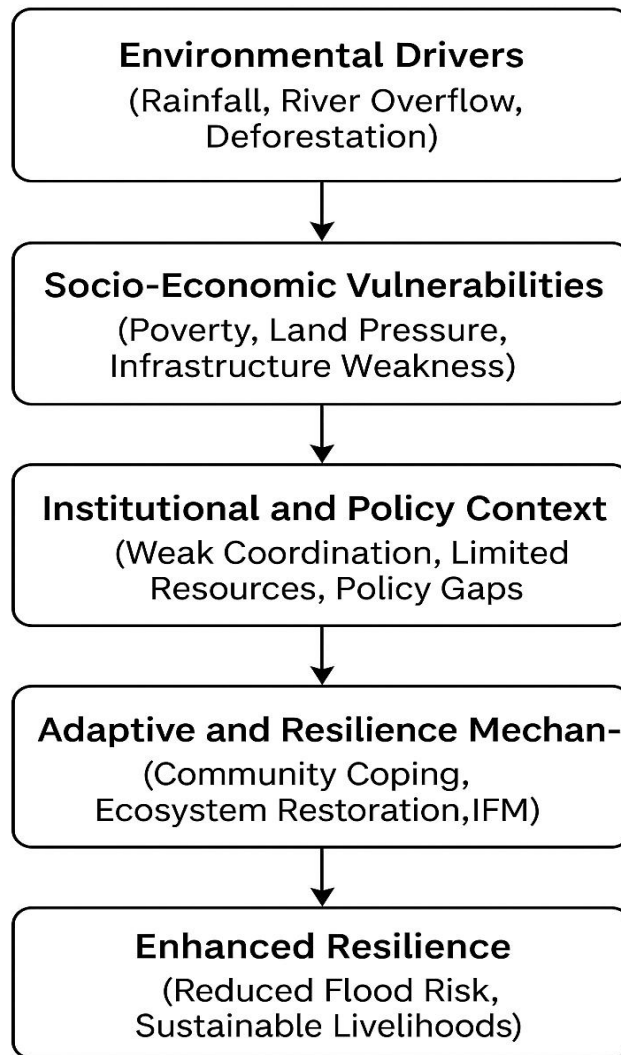 Environmental Drivers
(Rainfall, River Overflow,
Deforestation)
Socio-Economic Vulnerabilities
(Poverty, Land Pressure,
Infrastructure Weakness)
Institutional and Policy Context
(Weak Coordination, Limited
Resources, Policy Gaps
Adaptive and Resilience Mechan-
(Community Coping,
Ecosystem Restoration,IFM)
Enhanced Resilience
(Reduced Flood Risk,
Sustainable Livelihoods)